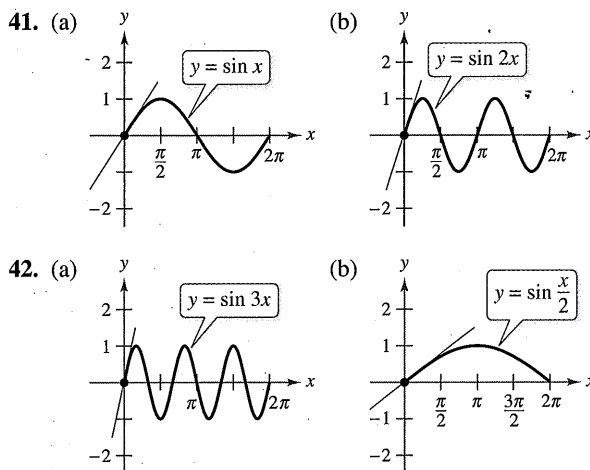 41. (a) (b)
y
y
2
y = sin x
2
y = sin 2x
1
1
x
x
π/2
π
2π
π/2
π
2π
−2
−2
42. (a) (b)
y
y
2
y = sin 3x
2
y = sin x/2
1
1
x
x
π
2π
π/2
π
3π/2
2π
−1
−2
−2